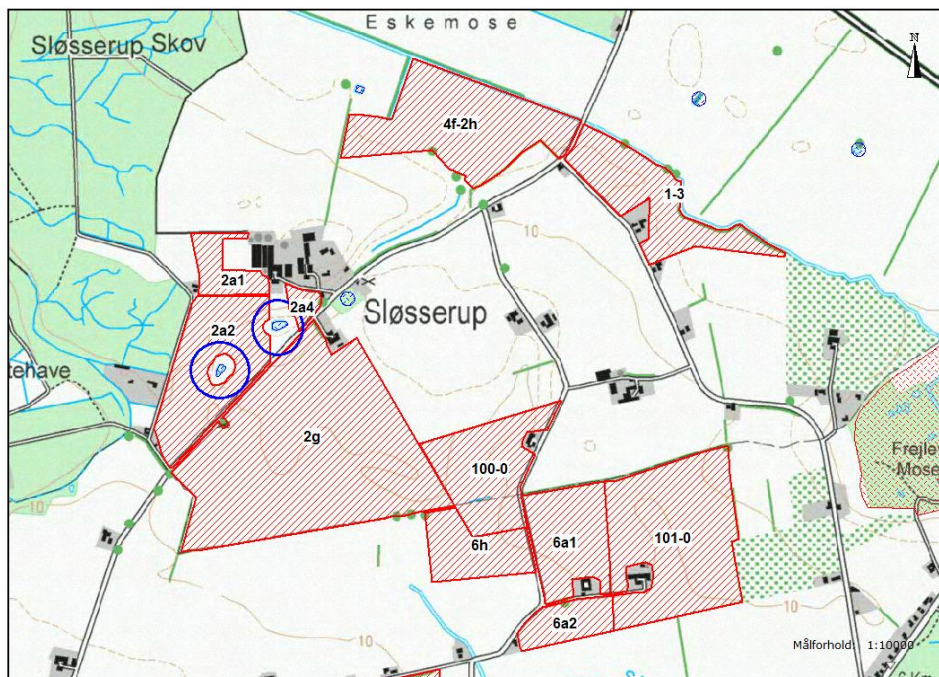 Eskemose
Sløsserup Skov
N
4f-2h
1-3
10
2a1
2a4
Sløsserup
2a2
tehave
2g
100-0
Frejle
Mose
10
10
6h
6a1
101-0
10
6a2
Målforhold: 1:10000